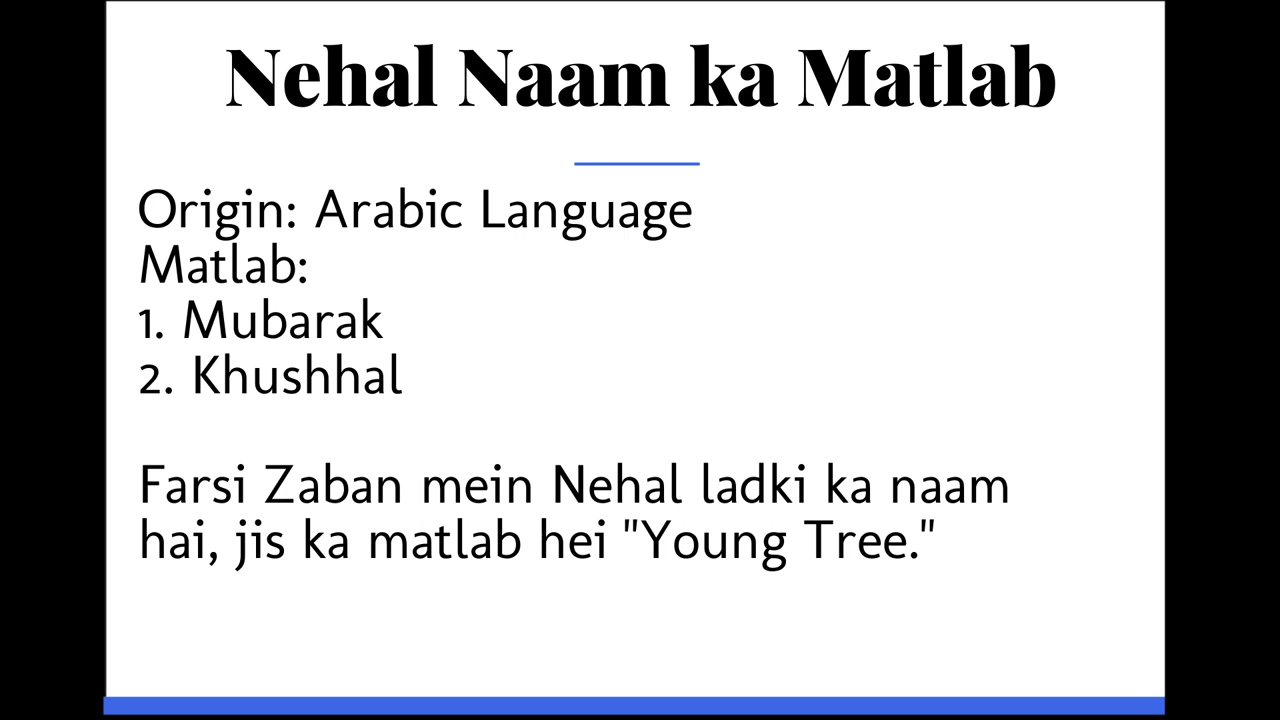 Nehal Naam ka Matlab
Origin: Arabic Language
Matlab:
1. Mubarak
2. Khushhal
Farsi Zaban mein Nehal ladki ka naam
hai, jis ka matlab hei "Young Tree."